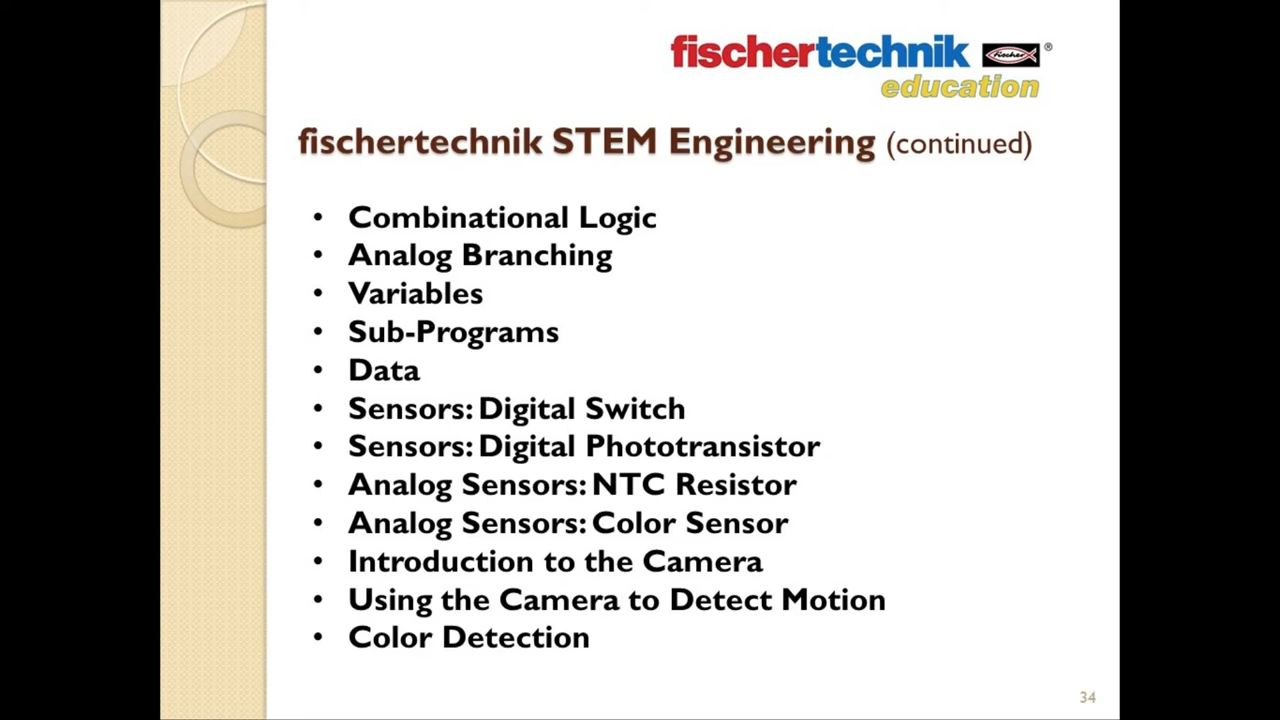 fischertechnik fischer ®
education
fischertechnik STEM Engineering (continued)
• Combinational Logic
• Analog Branching
• Variables
• Sub-Programs
• Data
• Sensors: Digital Switch
• Sensors: Digital Phototransistor
• Analog Sensors: NTC Resistor
• Analog Sensors: Color Sensor
• Introduction to the Camera
• Using the Camera to Detect Motion
• Color Detection
34